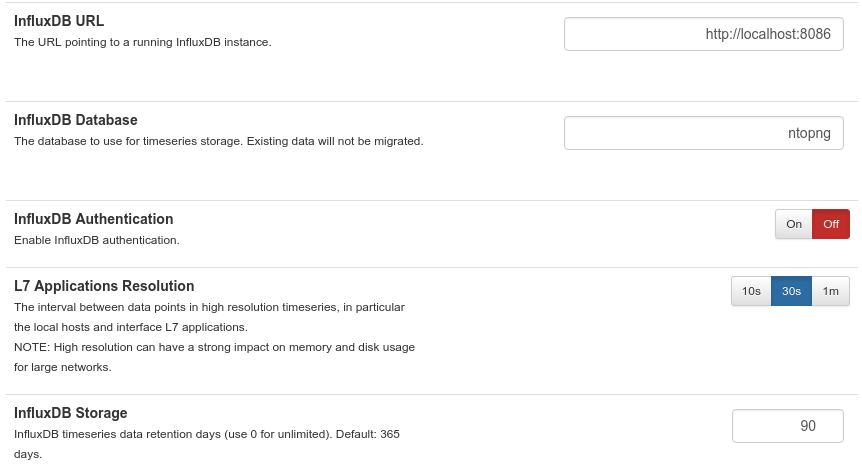 InfluxDB URL
The URL pointing to a running InfluxDB instance.
http://localhost:8086
InfluxDB Database
The database to use for timeseries storage. Existing data will not be migrated.
ntopng
InfluxDB Authentication
Enable InfluxDB authentication.
On Off
L7 Applications Resolution
The interval between data points in high resolution timeseries, in particular
the local hosts and interface L7 applications.
NOTE: High resolution can have a strong impact on memory and disk usage
for large networks.
10s 30s 1m
InfluxDB Storage
InfluxDB timeseries data retention days (use 0 for unlimited). Default: 365
days.
90